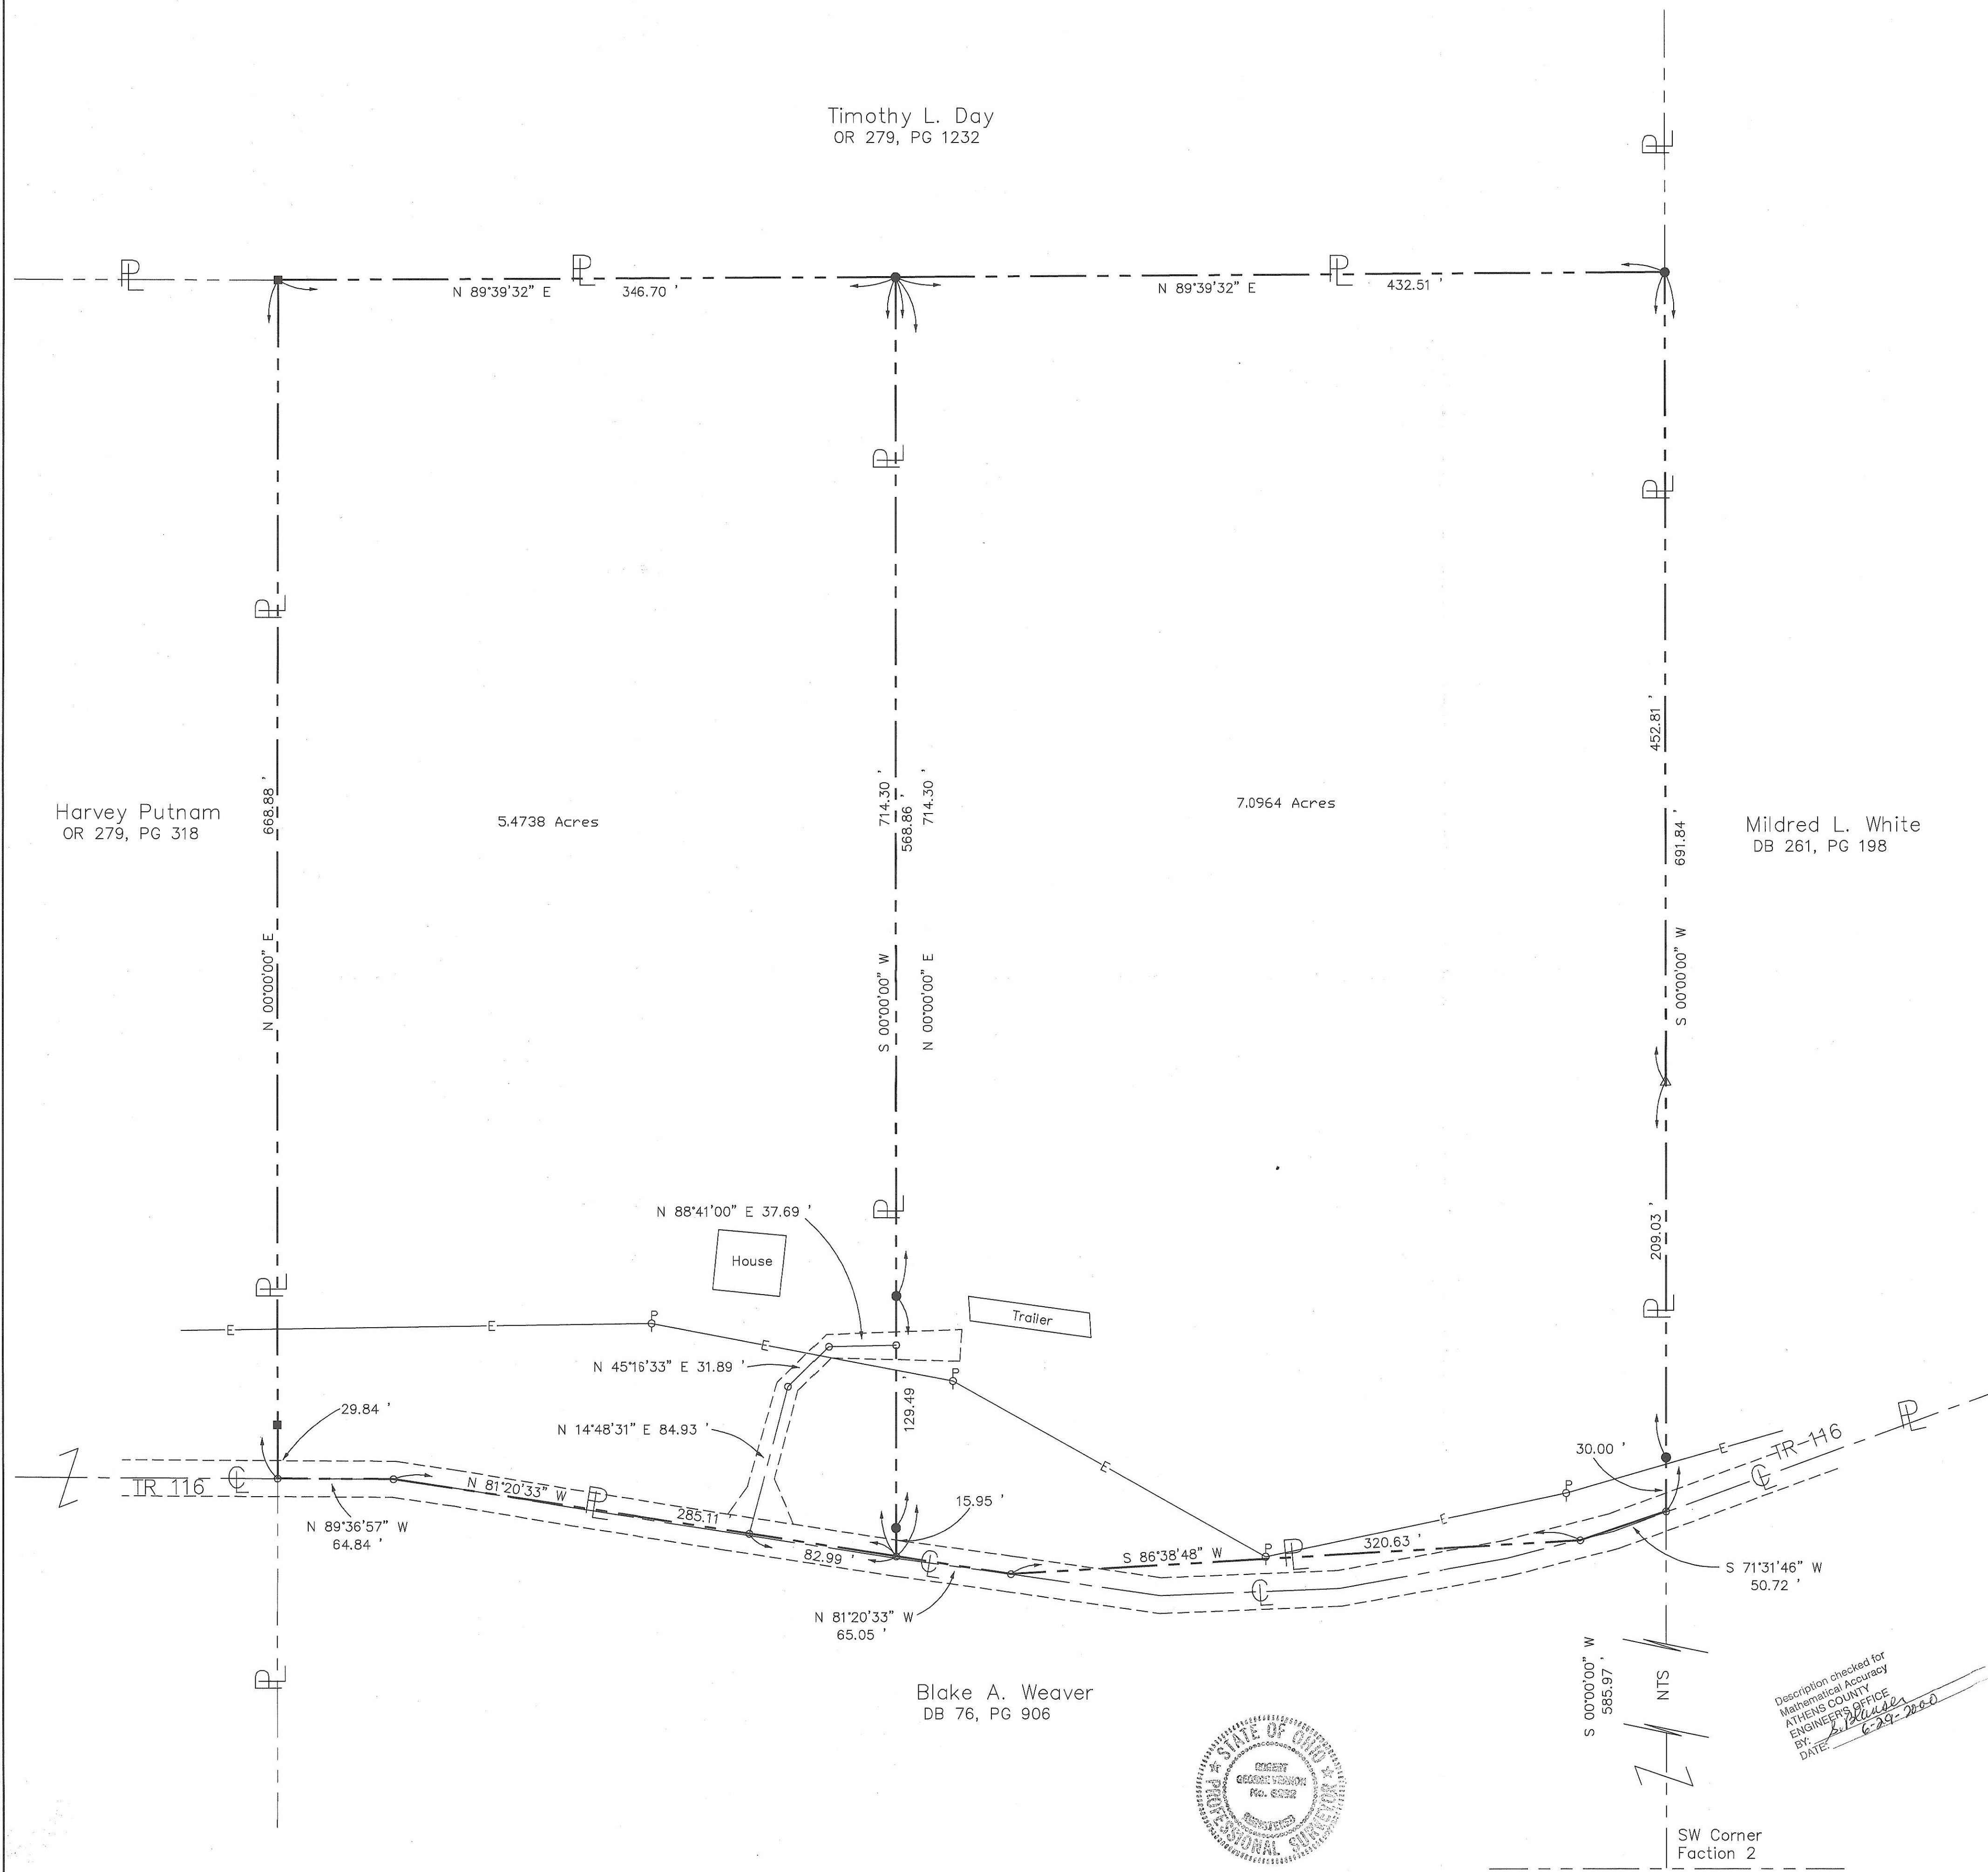 Timothy L. Day
OR 279, PG 1232
N 89°39'32" E
346.70 '
N 89°39'32" E
432.51 '
Harvey Putnam
OR 279, PG 318
668.88 '
N 00°00'00" E
5.4738 Acres
714.30 '
568.86 '
714.30 '
S 00°00'00" W
N 00°00'00" E
7.0964 Acres
452.81 '
691.84 '
S 00°00'00" W
209.03 '
Mildred L. White
DB 261, PG 198
N 88°41'00" E 37.69 '
House
Trailer
E
E
P
E
P
N 45°16'33" E 31.89 '
129.49 '
29.84 '
N 14°48'31" E 84.93 '
E
30.00 '
E
TR-116
P
E
TR 116
N 81°20'33" W
285.11 '
15.95 '
N 89°36'57" W
64.84 '
82.99 '
P
S 86°38'48" W
320.63 '
S 71°31'46" W
50.72 '
N 81°20'33" W
65.05 '
S 00°00'00" W
585.97 '
NTS
Blake A. Weaver
DB 76, PG 906
STATE OF OHIO
ROBERT
GEORGE VERNON
REGISTERED
PROFESSIONAL SURVEYOR
Description checked for
Mathematical Accuracy
ATHENS COUNTY
ENGINEER'S OFFICE
BY:
DATE: 6-29-2000
SW Corner
Faction 2